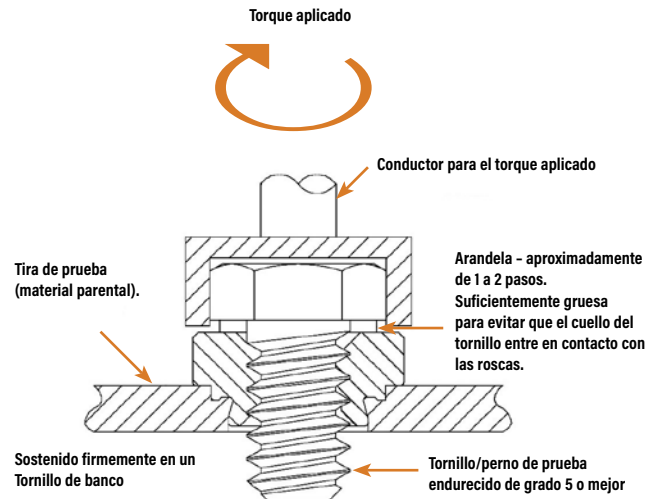 Torque aplicado
Conductor para el torque aplicado
Tira de prueba
(material parental).
Arandela – aproximadamente
de 1 a 2 pasos.
Suficientemente gruesa
para evitar que el cuello del
tornillo entre en contacto con
las roscas.
Sostenido firmemente en un
Tornillo de banco
Tornillo/perno de prueba
endurecido de grado 5 o mejor